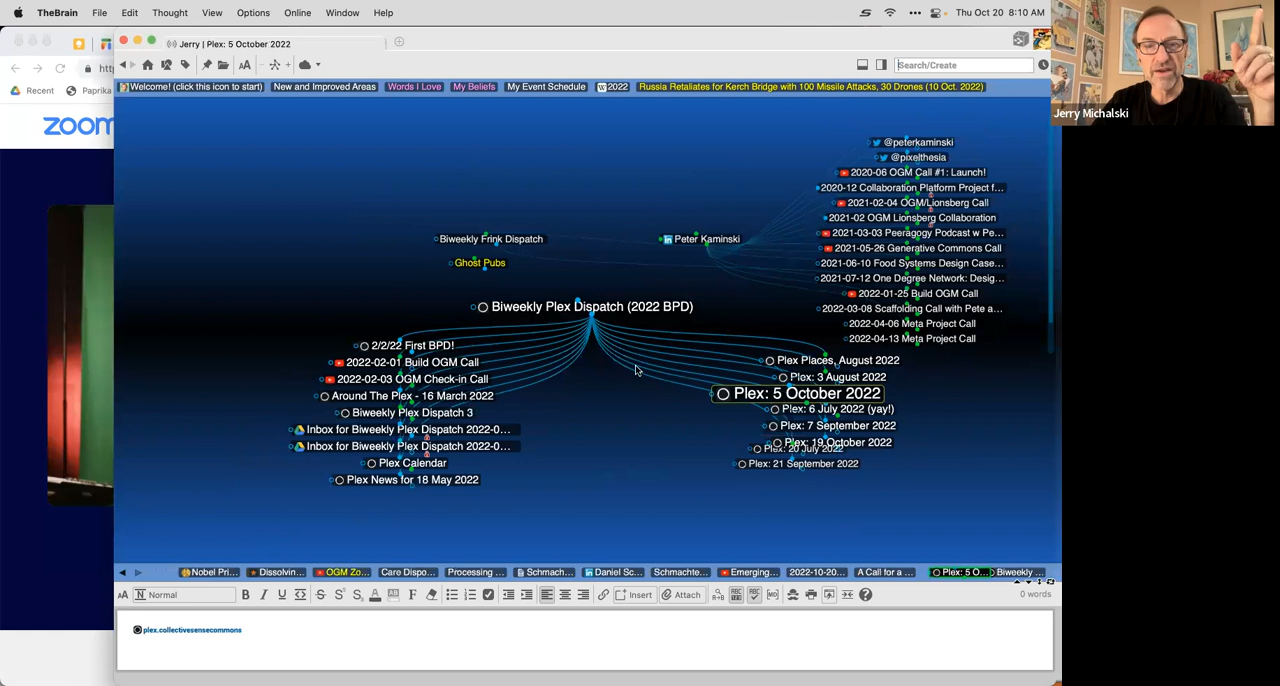 TheBrain File Edit Thought View Options Online Window Help
Thu Oct 20 8:10 AM
Jerry | Plex: 5 October 2022
AA
Search/Create
Welcome! (click this icon to start) New and Improved Areas Words I Love My Beliefs My Event Schedule 2022 Russia Retaliates for Kerch Bridge with 100 Missile Attacks, 30 Drones (10 Oct. 2022)
Recent Paprika
zoom
Jerry Michalski
@peterkaminski
@pixelthesia
2020-06 OGM Call #1: Launch!
2020-12 Collaboration Platform Project f...
2021-02-04 OGM/Lionsberg Call
2021-02 OGM Lionsberg Collaboration
2021-03-03 Peeragogy Podcast w Pe...
2021-05-26 Generative Commons Call
2021-06-10 Food Systems Design Case...
2021-07-12 One Degree Network: Desig...
2022-01-25 Build OGM Call
2022-03-08 Scaffolding Call with Pete a...
2022-04-06 Meta Project Call
2022-04-13 Meta Project Call
Biweekly Frink Dispatch
Peter Kaminski
Ghost Pubs
Biweekly Plex Dispatch (2022 BPD)
2/2/22 First BPD!
2022-02-01 Build OGM Call
2022-02-03 OGM Check-in Call
Around The Plex - 16 March 2022
Biweekly Plex Dispatch 3
Inbox for Biweekly Plex Dispatch 2022-0...
Inbox for Biweekly Plex Dispatch 2022-0...
Plex Calendar
Plex News for 18 May 2022
Plex Places, August 2022
Plex: 3 August 2022
Plex: 5 October 2022
Plex: 6 July 2022 (yay!)
Plex: 7 September 2022
Plex: 19 October 2022
Plex: 20 July 2022
Plex: 21 September 2022
Nobel Pri... Dissolvin... OGM Zo... Care Dispo... Processing ... Schmach... Daniel Sc... Schmachte... Emerging... 2022-10-20... A Call for a ... Plex: 5 O... Biweekly ...
AA N Normal B I U S S S A F Insert Attach 0 words
plex.collectivesensecommons